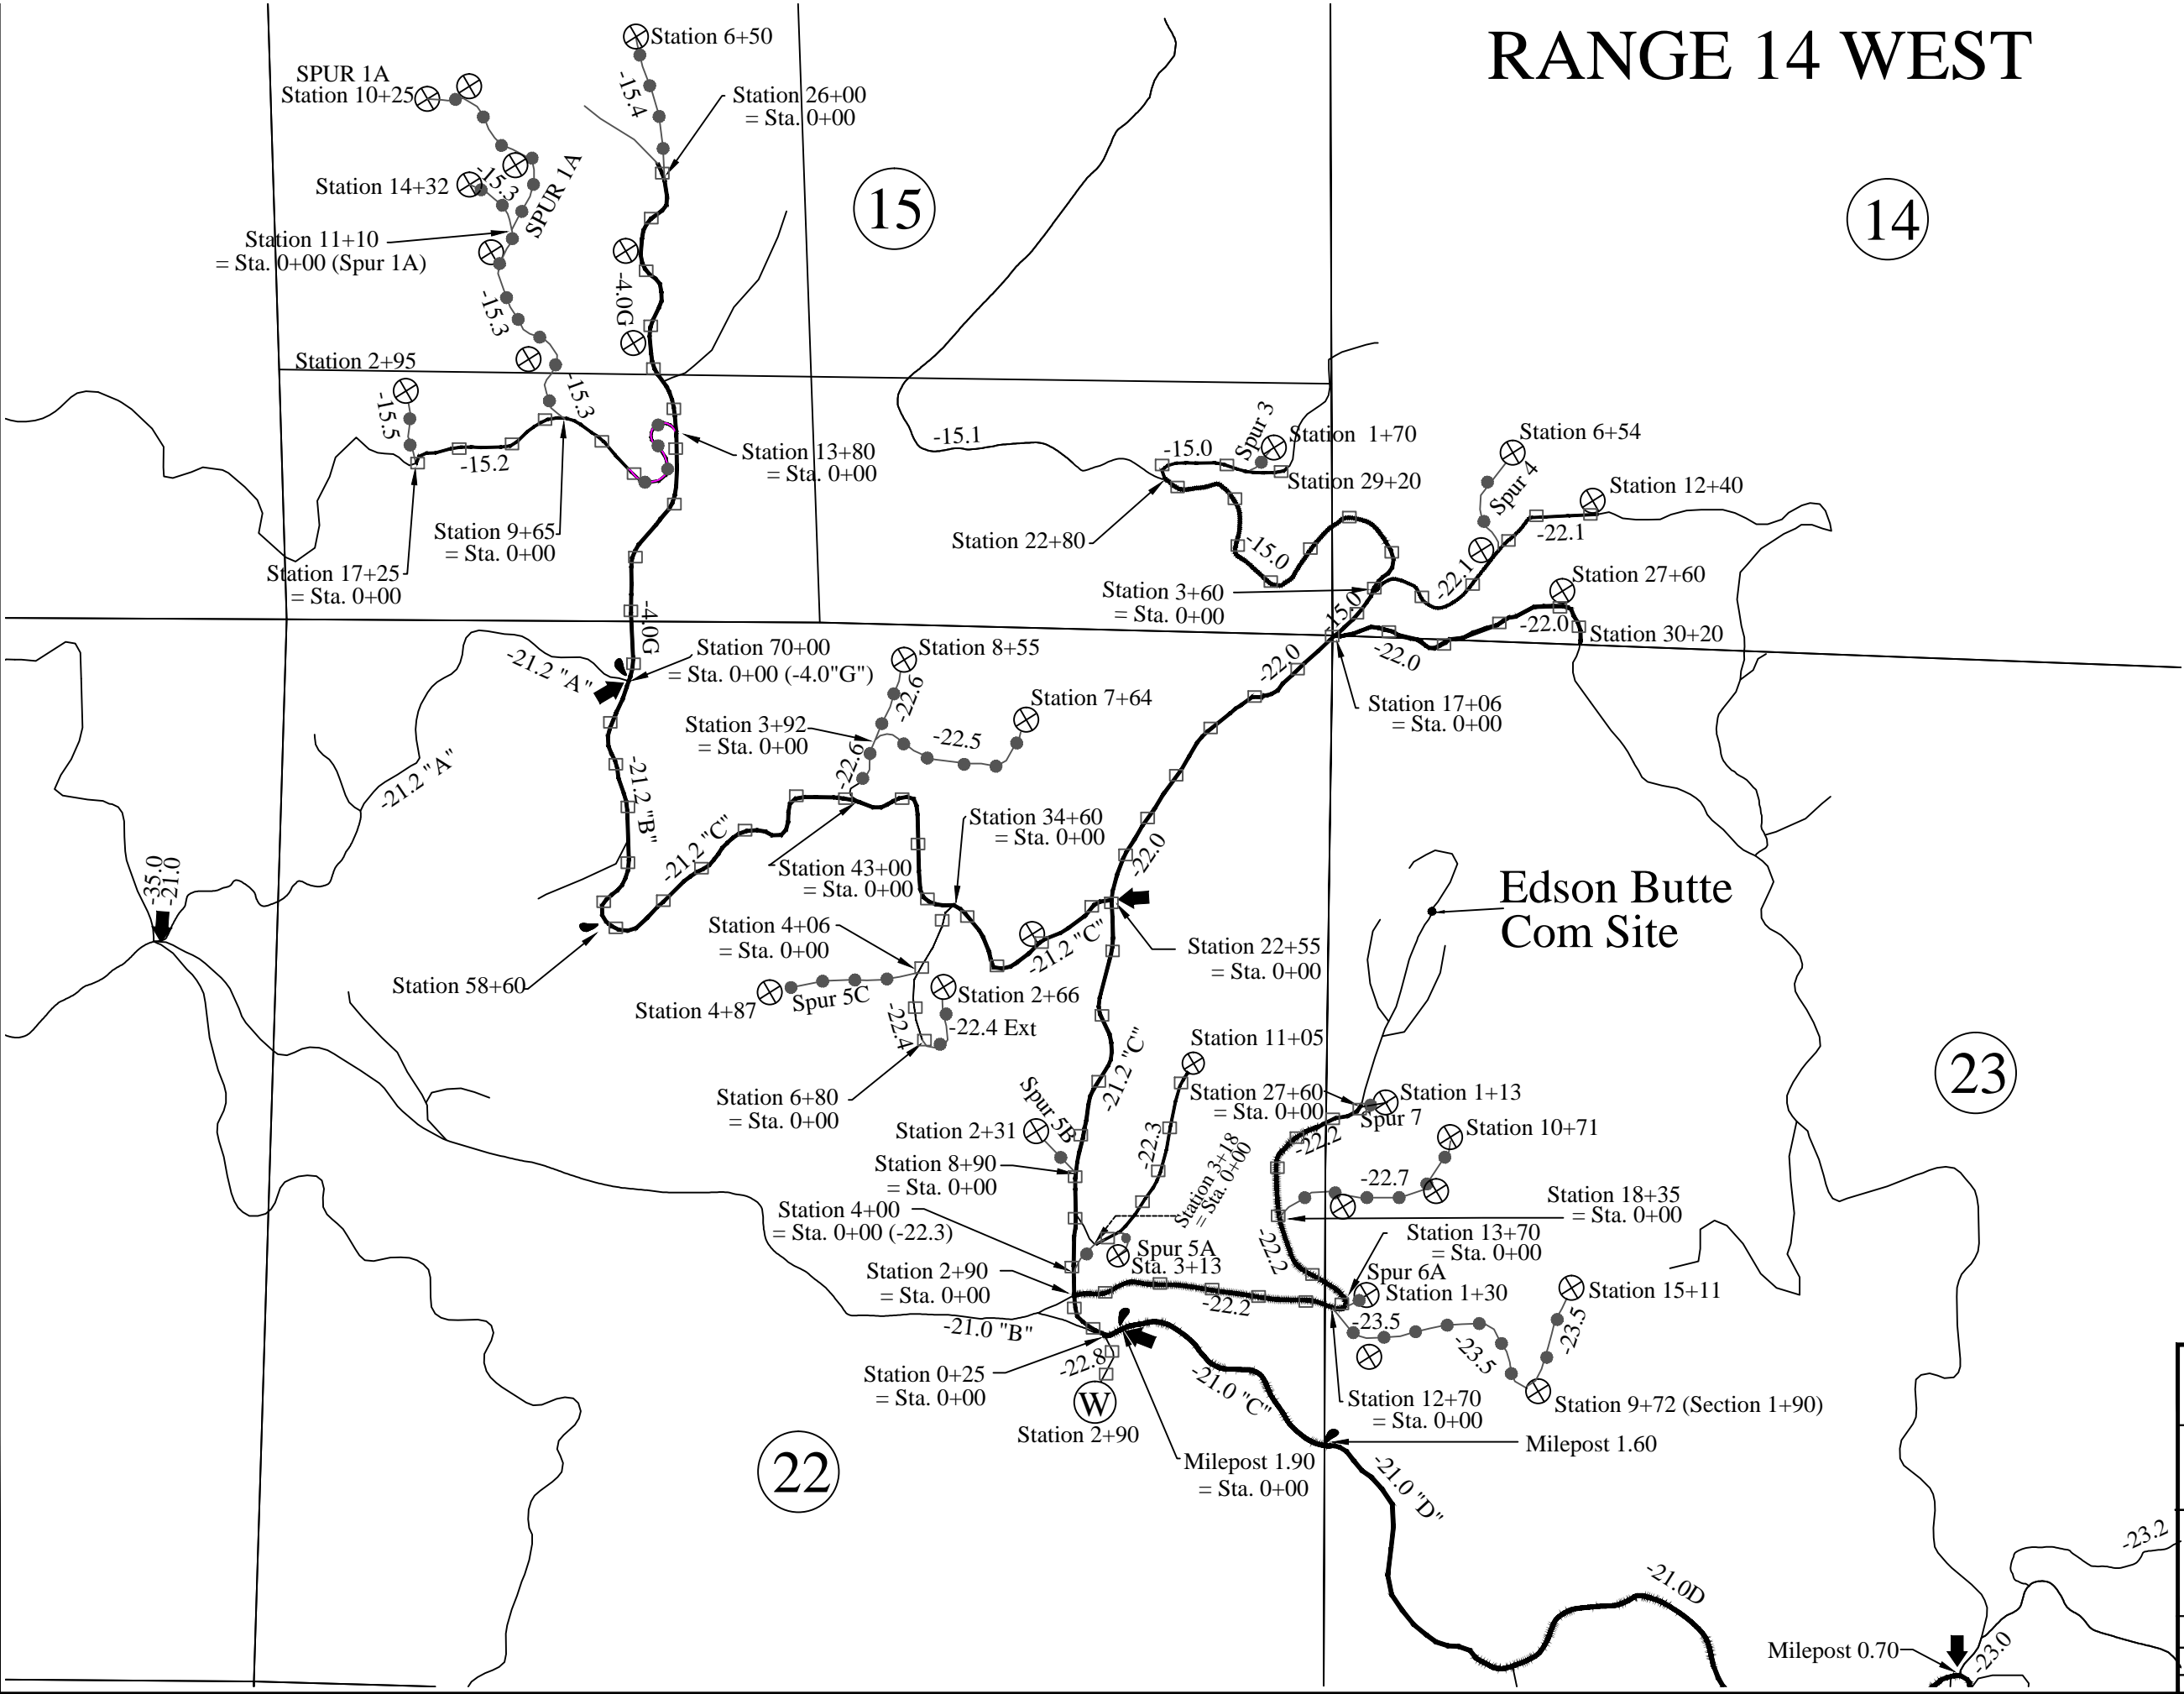 RANGE 14 WEST
Station 6+50
SPUR 1A
Station 10+25
-15.4
Station 26+00
= Sta. 0+00
-15.3
Station 14+32
SPUR 1A
15
14
Station 11+10
= Sta. 0+00 (Spur 1A)
-15.3
-4.0G
Station 2+95
-15.3
-15.5
-15.2
Station 13+80
= Sta. 0+00
-15.1
-15.0
Spur 3
Station 1+70
Station 29+20
Station 6+54
Spur 4
Station 12+40
-22.1
Station 9+65
= Sta. 0+00
Station 22+80
-15.0
-22.1
Station 17+25
= Sta. 0+00
Station 3+60
= Sta. 0+00
Station 27+60
-15.0
-22.0
Station 30+20
-4.0G
-21.2 "A"
Station 70+00
= Sta. 0+00 (-4.0"G")
Station 8+55
-22.6
-22.0
-22.0
Station 7+64
Station 17+06
= Sta. 0+00
Station 3+92
= Sta. 0+00
-22.5
-22.6
-21.2 "A"
-21.2 "B"
-21.2 "C"
Station 34+60
= Sta. 0+00
-22.0
Station 43+00
= Sta. 0+00
-35.0
-21.0
Edson Butte
Com Site
Station 4+06
= Sta. 0+00
-21.2 "C"
Station 22+55
= Sta. 0+00
Station 58+60
Station 4+87
Spur 5C
Station 2+66
-22.4 Ext
-22.4
Station 11+05
-21.2 "C"
23
Station 6+80
= Sta. 0+00
Spur 5B
Station 27+60
= Sta. 0+00
Station 1+13
Spur 7
Station 2+31
-22.3
-22.2
Station 10+71
Station 3+18
= Sta. 0+00
Station 8+90
= Sta. 0+00
-22.7
Station 18+35
= Sta. 0+00
Station 4+00
= Sta. 0+00 (-22.3)
Station 13+70
= Sta. 0+00
Spur 5A
Sta. 3+13
-22.2
Station 2+90
= Sta. 0+00
Spur 6A
Station 1+30
Station 15+11
-22.2
-21.0 "B"
-23.5
-23.5
-23.5
-22.8
Station 0+25
= Sta. 0+00
-21.0 "C"
W
Station 2+90
Station 12+70
= Sta. 0+00
Station 9+72 (Section 1+90)
Milepost 1.60
22
Milepost 1.90
= Sta. 0+00
-21.0 "D"
-23.2
-21.0D
Milepost 0.70
-23.0